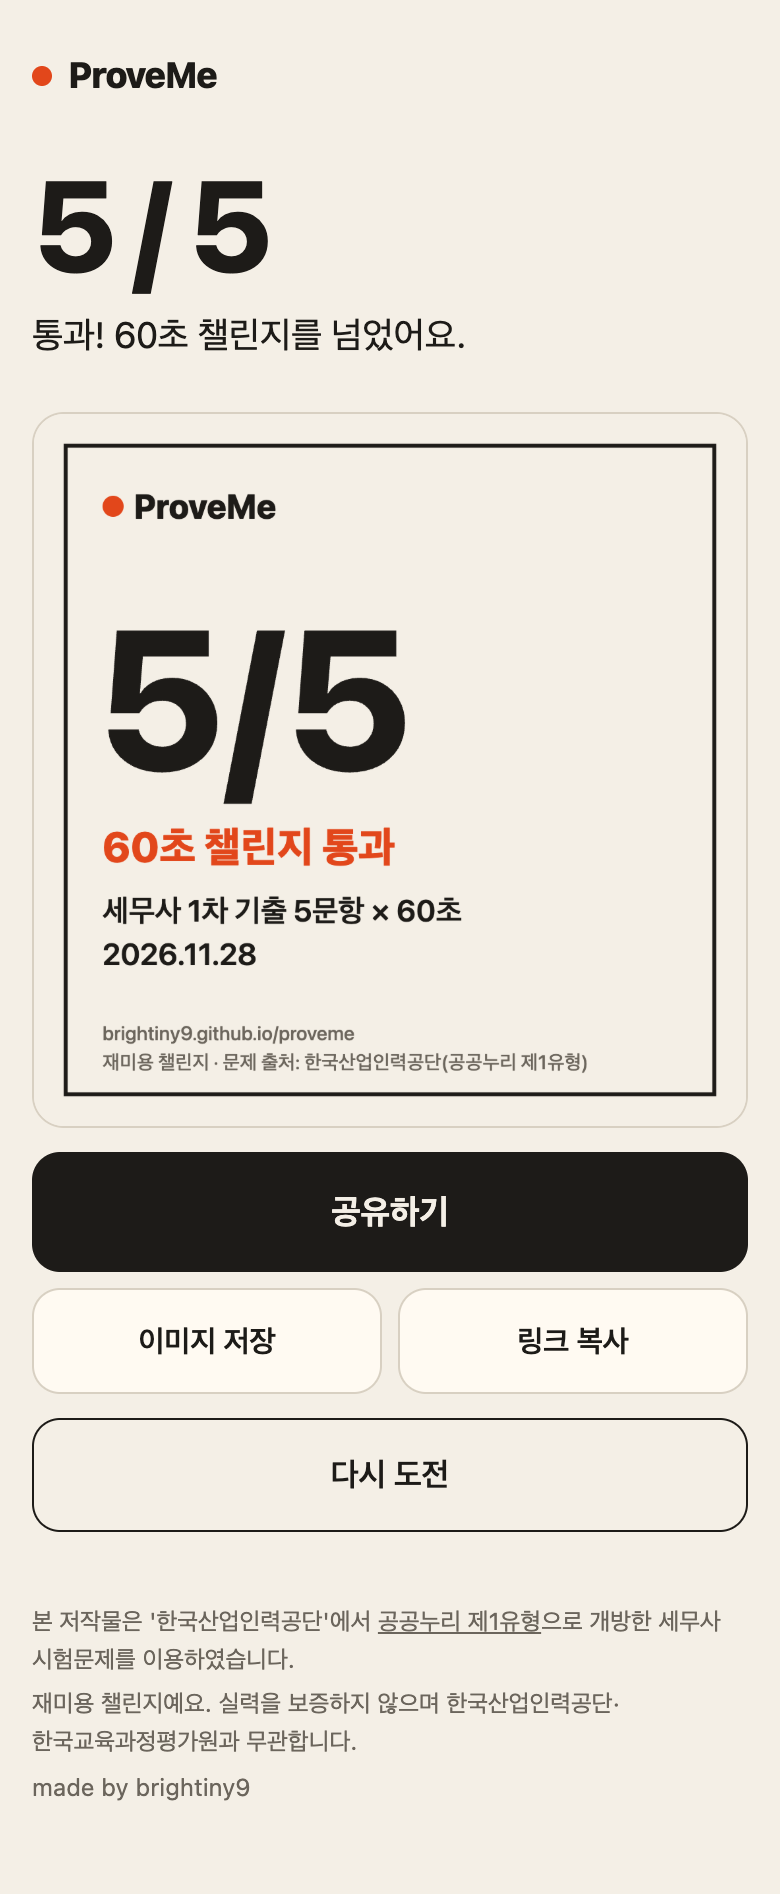 ProveMe
5/5
통과! 60초 챌린지를 넘었어요.
ProveMe
5/5
60초 챌린지 통과
세무사 1차 기출 5문항 × 60초
2026.11.28
brightiny9.github.io/proveme
재미용 챌린지 · 문제 출처: 한국산업인력공단(공공누리 제1유형)
공유하기
이미지 저장
링크 복사
다시 도전
본 저작물은 '한국산업인력공단'에서 공공누리 제1유형으로 개방한 세무사
시험문제를 이용하였습니다.
재미용 챌린지예요. 실력을 보증하지 않으며 한국산업인력공단·
한국교육과정평가원과 무관합니다.
made by brightiny9